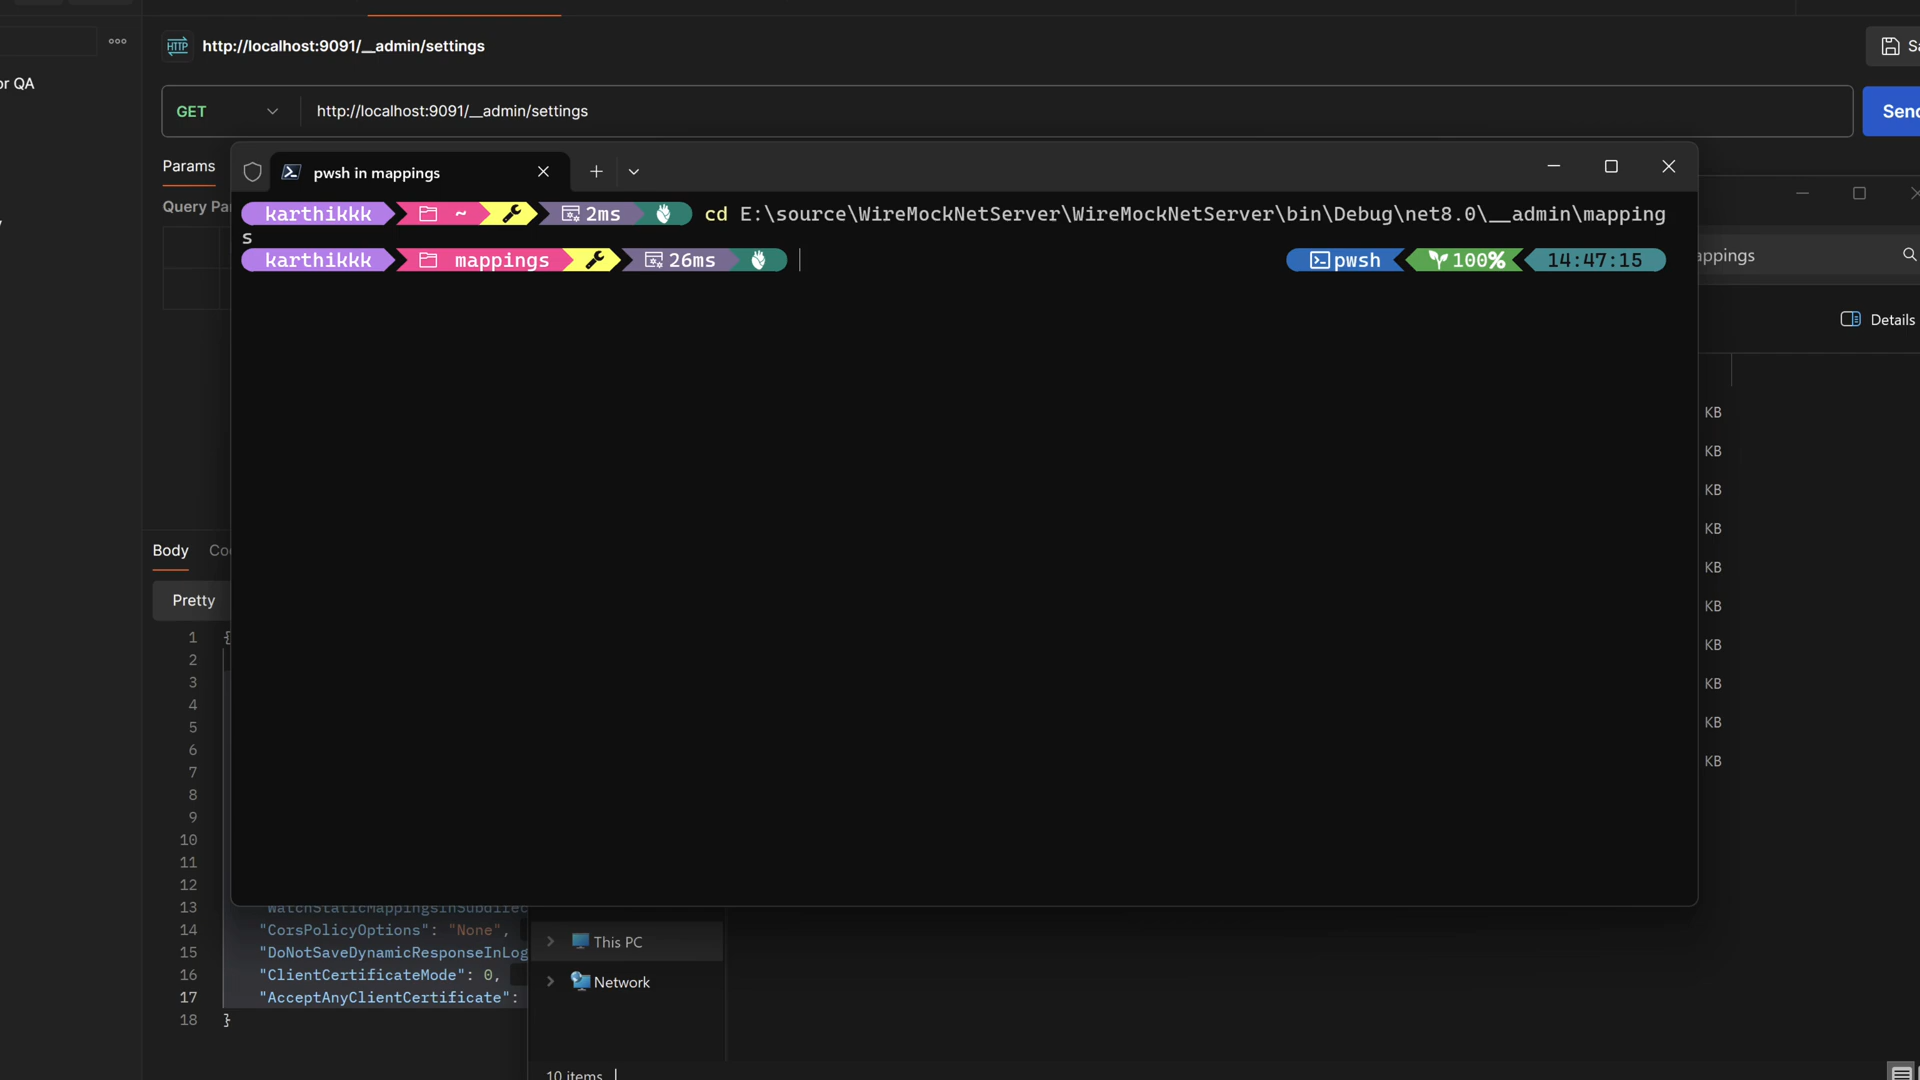 http://localhost:9091/__admin/settings
or QA
GET
http://localhost:9091/__admin/settings
Params
Query
pwsh in mappings
karthikkk ~ 2ms cd E:\source\WireMockNetServer\WireMockNetServer\bin\Debug\net8.0\__admin\mapping
s
karthikkk mappings 26ms pwsh 100% 14:47:15
Details
KB
KB
KB
KB
KB
KB
KB
KB
KB
KB
Body
Pretty
1 {
2
3
4
5
6
7
8
9
10
11
12
13 "WatchStaticMappingsInSubdirec
14 "CorsPolicyOptions": "None",
15 "DoNotSaveDynamicResponseInLog
16 "ClientCertificateMode": 0,
17 "AcceptAnyClientCertificate":
18 }
This PC
Network
10 items